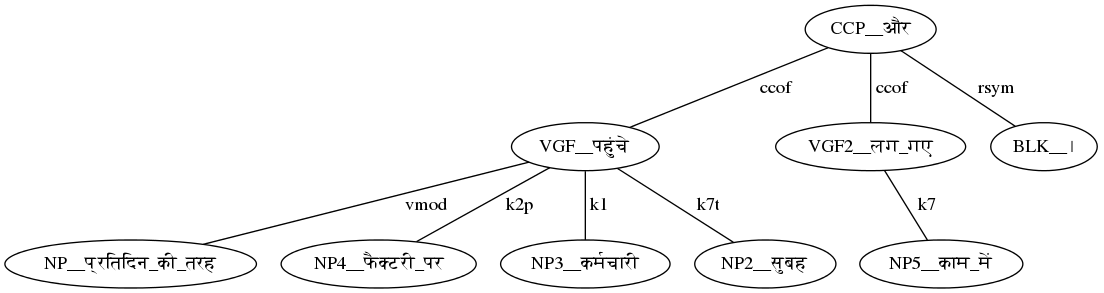 CCP__और
ccof ccof rsym
VGF__पहुंचे VGF2__लग_गए BLK__।
vmod k2p k1 k7t k7
NP__प्रतिदिन_की_तरह NP4__फैक्टरी_पर NP3__कर्मचारी NP2__सुबह NP5__काम_में